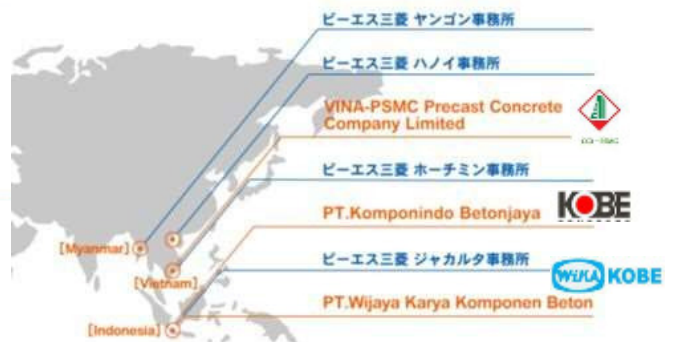 ピーエス三菱 ヤンゴン事務所
ピーエス三菱 ハノイ事務所
VINA-PSMC Precast Concrete
Company Limited
ピーエス三菱 ホーチミン事務所
PT.Komponindo Betonjaya
KOBE
ピーエス三菱 ジャカルタ事務所
WIKA KOBE
PT.Wijaya Karya Komponen Beton
[Myanmar]
[Vietnam]
[Indonesia]